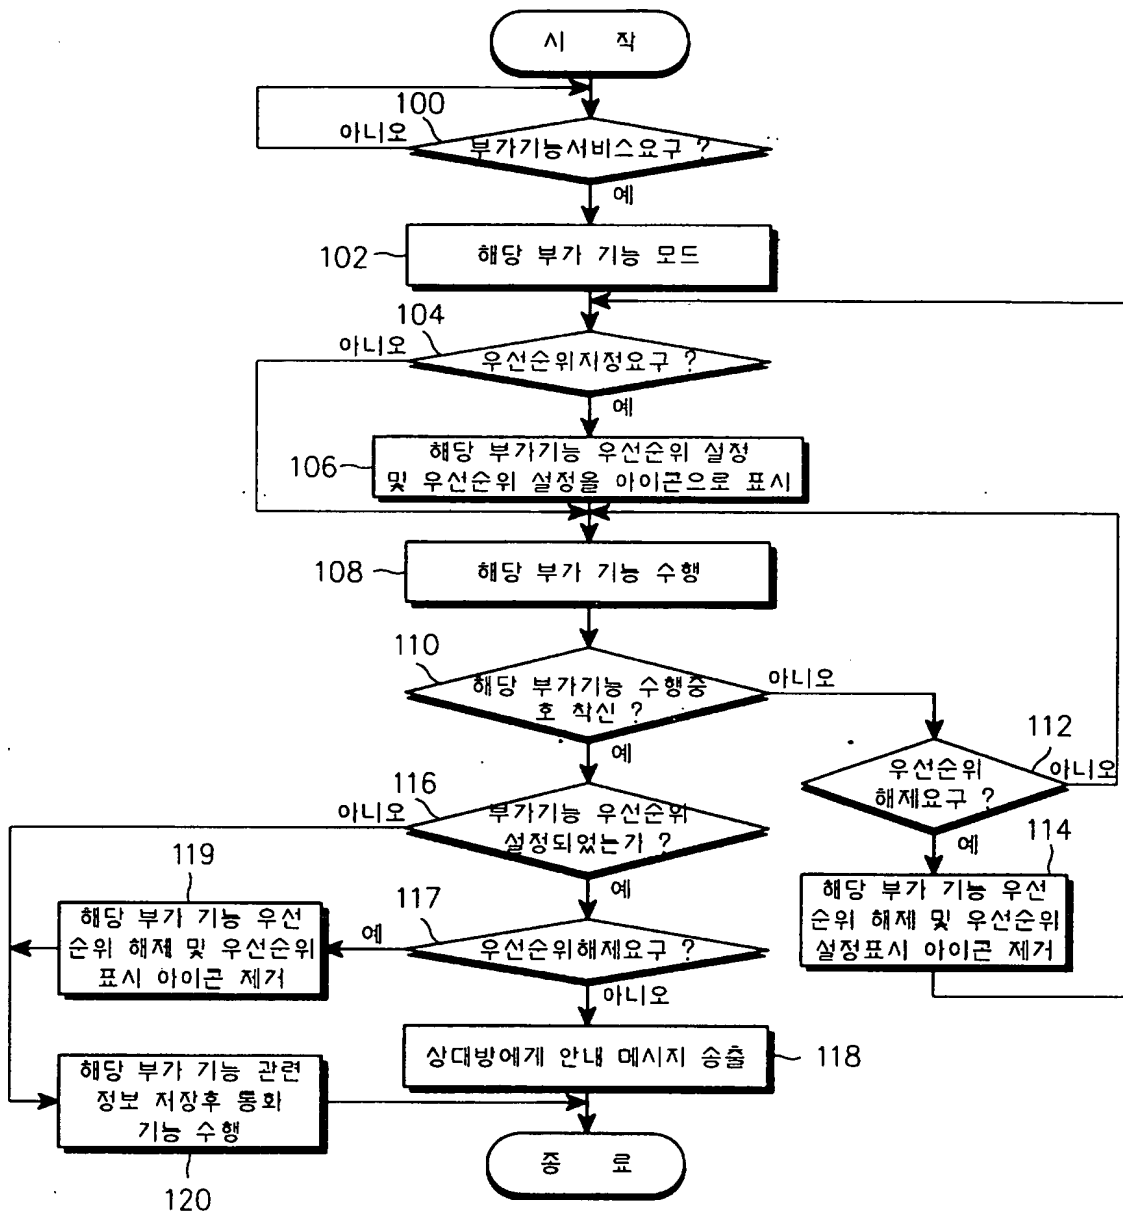 시 작
100
아니오
부가기능서비스요구 ?
예
102
해당 부가 기능 모드
104
아니오
우선순위지정요구 ?
예
106
해당 부가기능 우선순위 설정
및 우선순위 설정을 아이콘으로 표시
108
해당 부가 기능 수행
110
해당 부가기능 수행중
호 착신 ?
아니오
예
112
우선순위
해제요구 ?
아니오
예
116
아니오
부가기능 우선순위
설정되었는가 ?
예
114
해당 부가 기능 우선
순위 해제 및 우선순위
설정표시 아이콘 제거
119
해당 부가 기능 우선
순위 해제 및 우선순위
표시 아이콘 제거
117
예
우선순위해제요구 ?
아니오
상대방에게 안내 메시지 송출
118
해당 부가 기능 관련
정보 저장후 통화
기능 수행
120
종 료